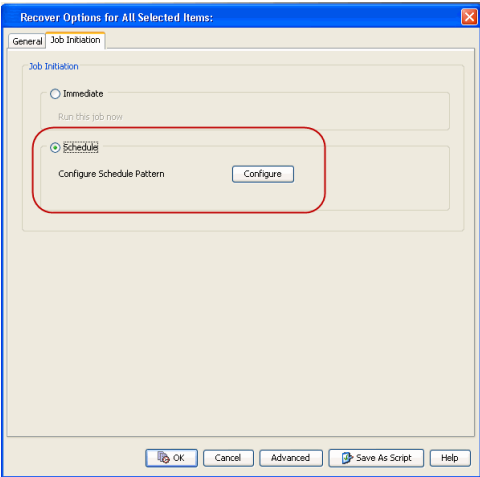 Recover Options for All Selected Items:
General Job Initiation
Job Initiation
Immediate
Run this job now
Schedule
Configure Schedule Pattern Configure
OK Cancel Advanced Save As Script Help